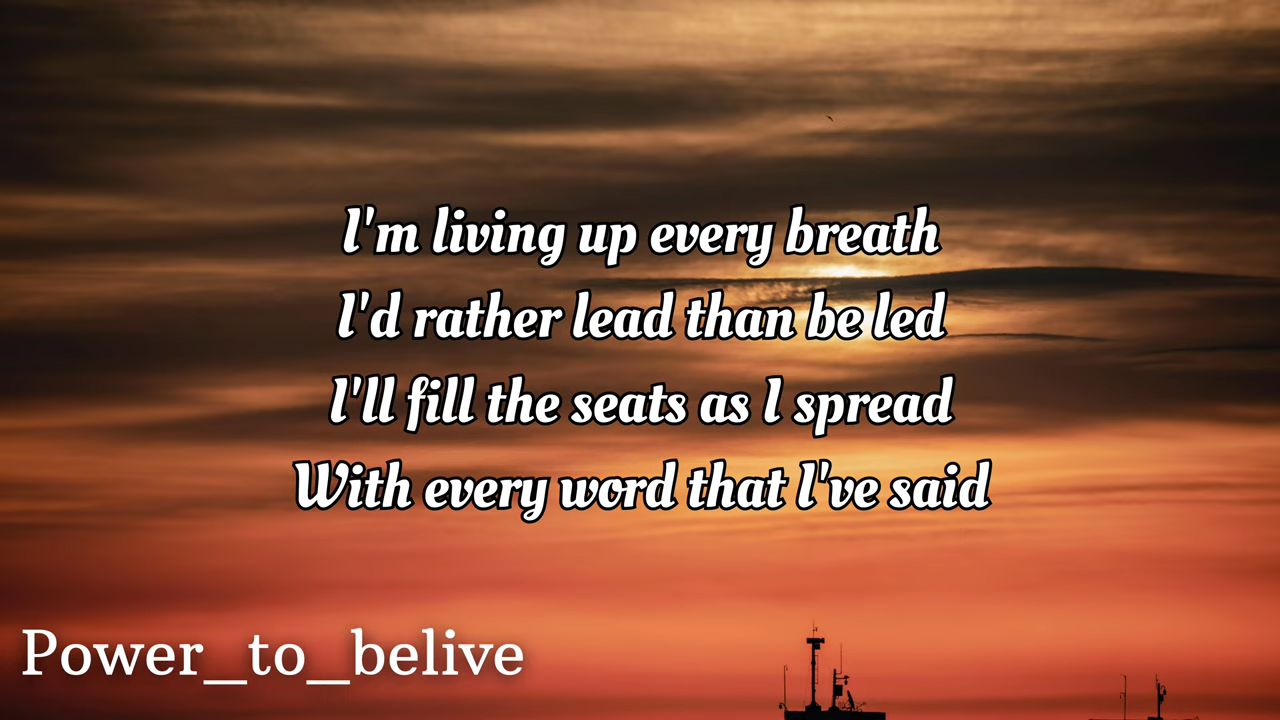 I'm living up every breath
I'd rather lead than be led
I'll fill the seats as I spread
With every word that I've said
Power_to_belive